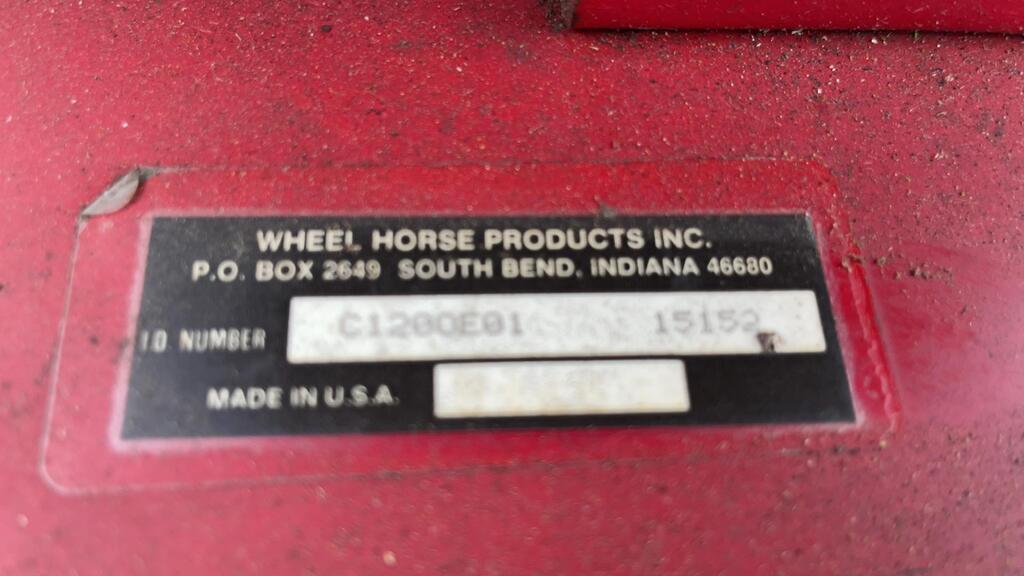 WHEEL HORSE PRODUCTS INC.
P.O. BOX 2649 SOUTH BEND, INDIANA 46680
I.D. NUMBER C1200E01 15152
MADE IN U.S.A.